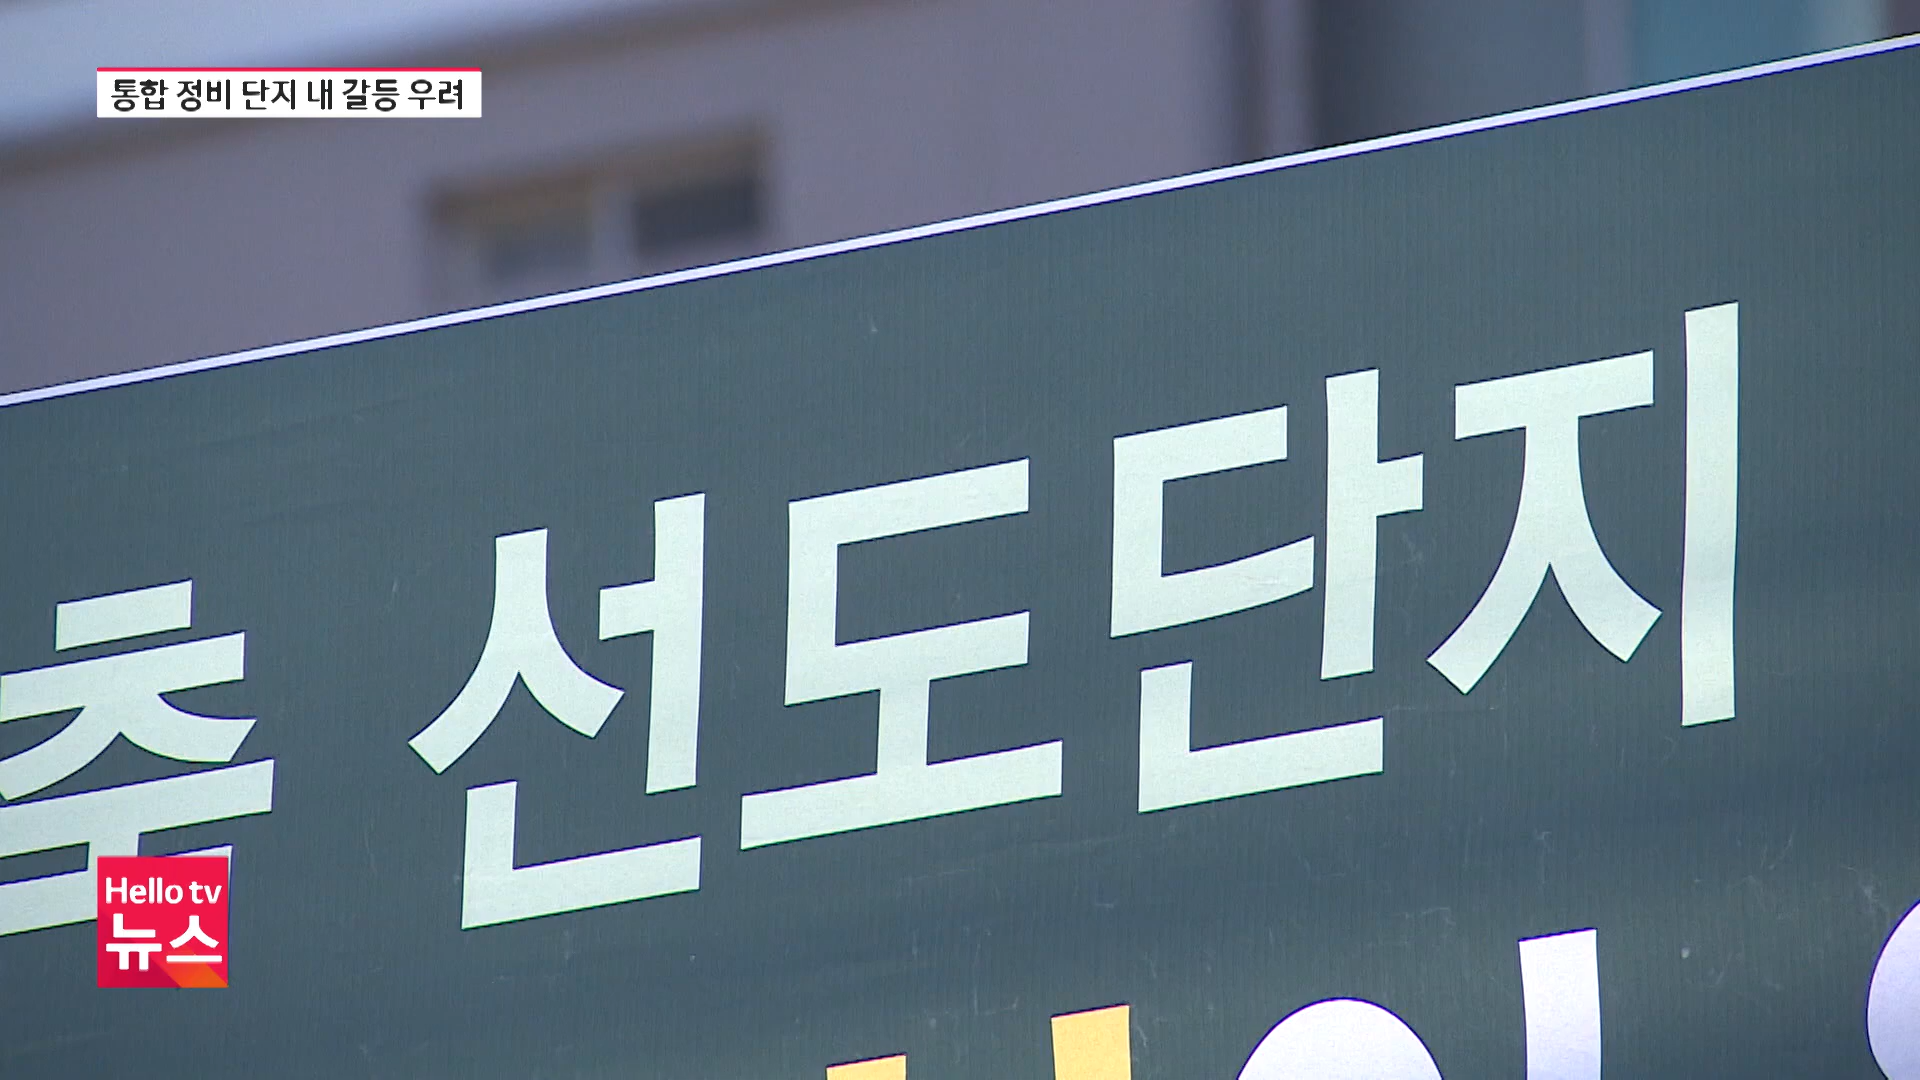 통합 정비 단지 내 갈등 우려
축 선도단지
Hello tv
뉴스